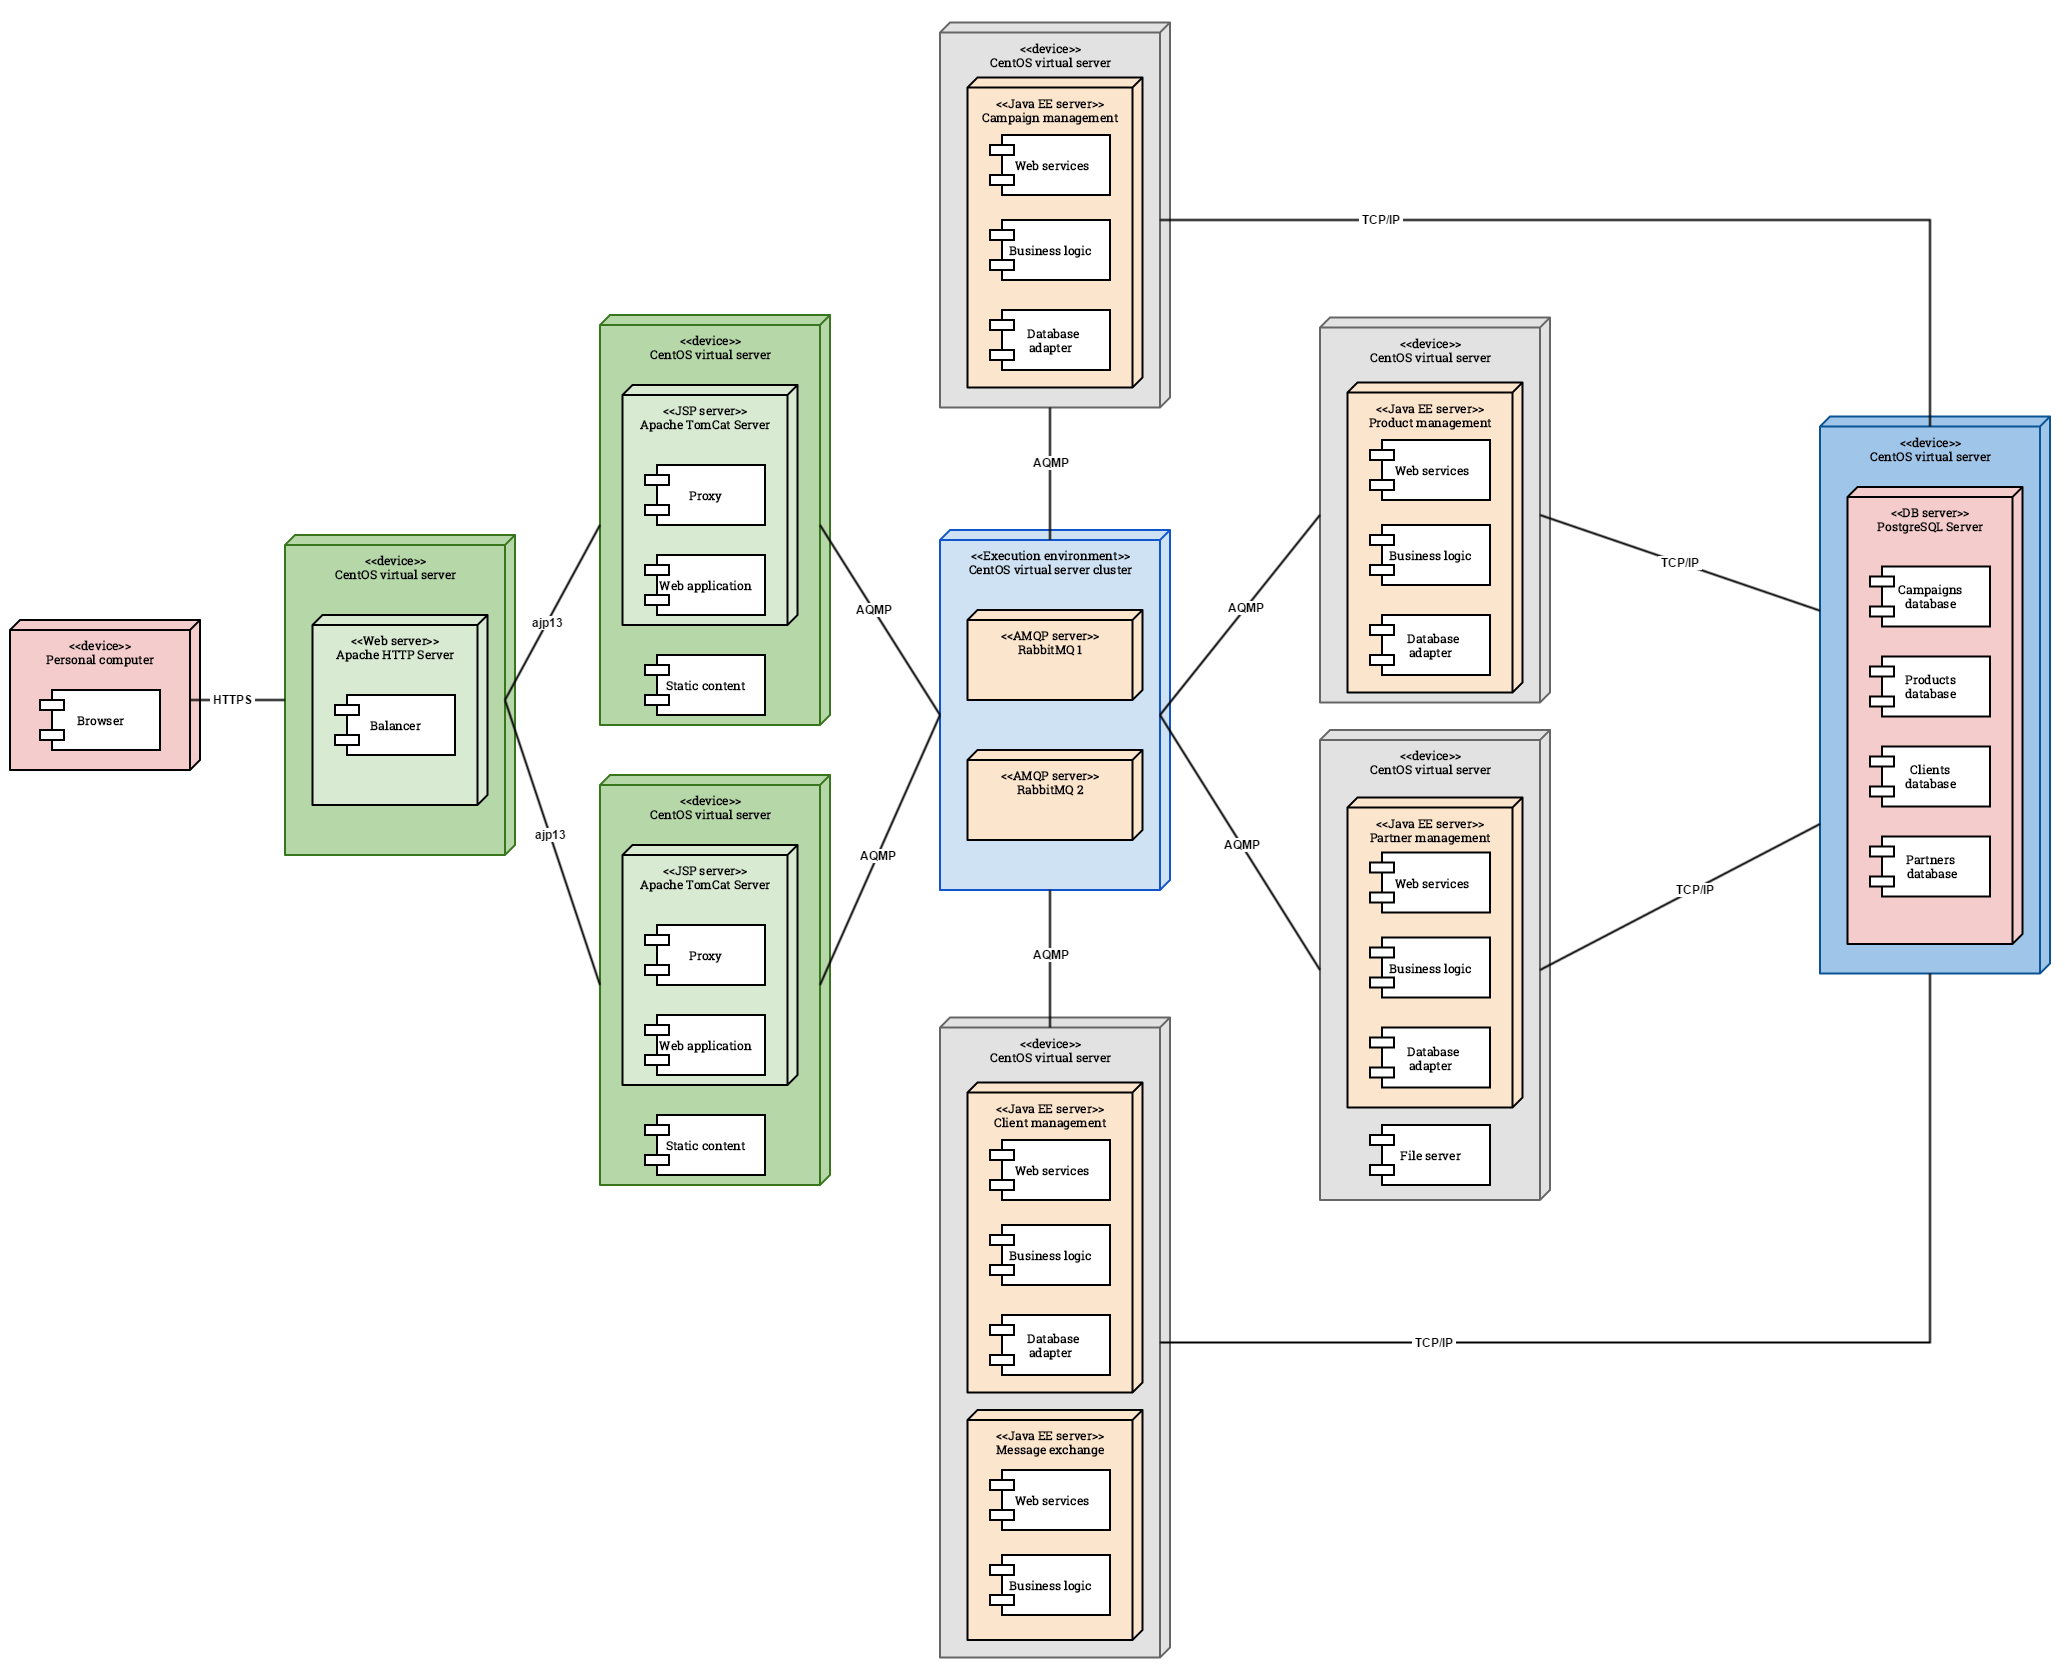 <<device>>
Personal computer
Browser
HTTPS
<<device>>
CentOS virtual server
<<Web server>>
Apache HTTP Server
Balancer
ajp13
ajp13
<<device>>
CentOS virtual server
<<JSP server>>
Apache TomCat Server
Proxy
Web application
Static content
<<device>>
CentOS virtual server
<<JSP server>>
Apache TomCat Server
Proxy
Web application
Static content
AQMP
AQMP
<<device>>
CentOS virtual server
<<Java EE server>>
Campaign management
Web services
Business logic
Database
adapter
AQMP
<<Execution environment>>
CentOS virtual server cluster
<<AMQP server>>
RabbitMQ 1
<<AMQP server>>
RabbitMQ 2
AQMP
<<device>>
CentOS virtual server
<<Java EE server>>
Client management
Web services
Business logic
Database
adapter
<<Java EE server>>
Message exchange
Web services
Business logic
AQMP
AQMP
<<device>>
CentOS virtual server
<<Java EE server>>
Product management
Web services
Business logic
Database
adapter
<<device>>
CentOS virtual server
<<Java EE server>>
Partner management
Web services
Business logic
Database
adapter
File server
TCP/IP
TCP/IP
TCP/IP
TCP/IP
<<device>>
CentOS virtual server
<<DB server>>
PostgreSQL Server
Campaigns
database
Products
database
Clients
database
Partners
database